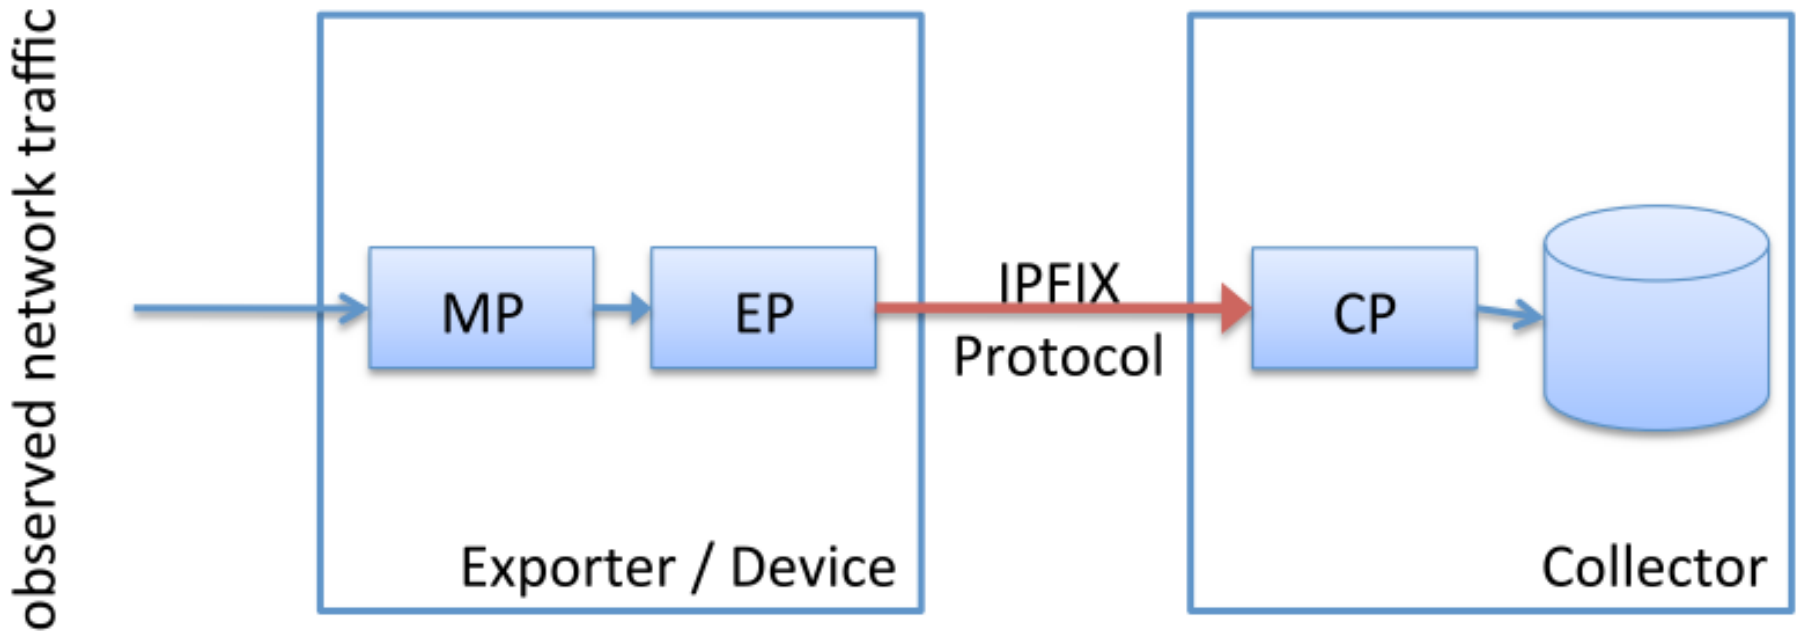 observed network traffic
MP
EP
IPFIX
Protocol
CP
Exporter / Device
Collector